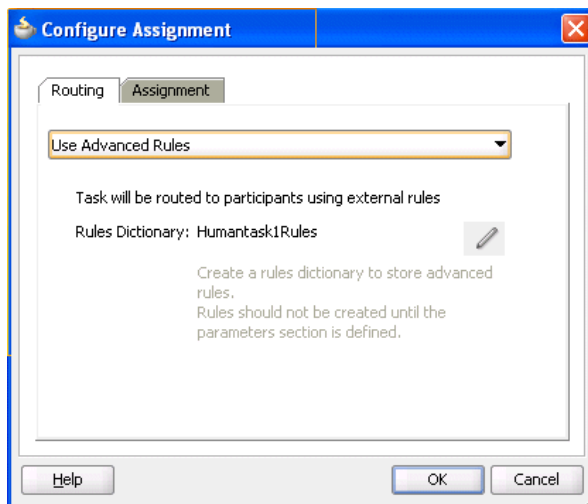 Configure Assignment
Routing Assignment
Use Advanced Rules
Task will be routed to participants using external rules
Rules Dictionary: Humantask1Rules
Create a rules dictionary to store advanced
rules.
Rules should not be created until the
parameters section is defined.
Help OK Cancel